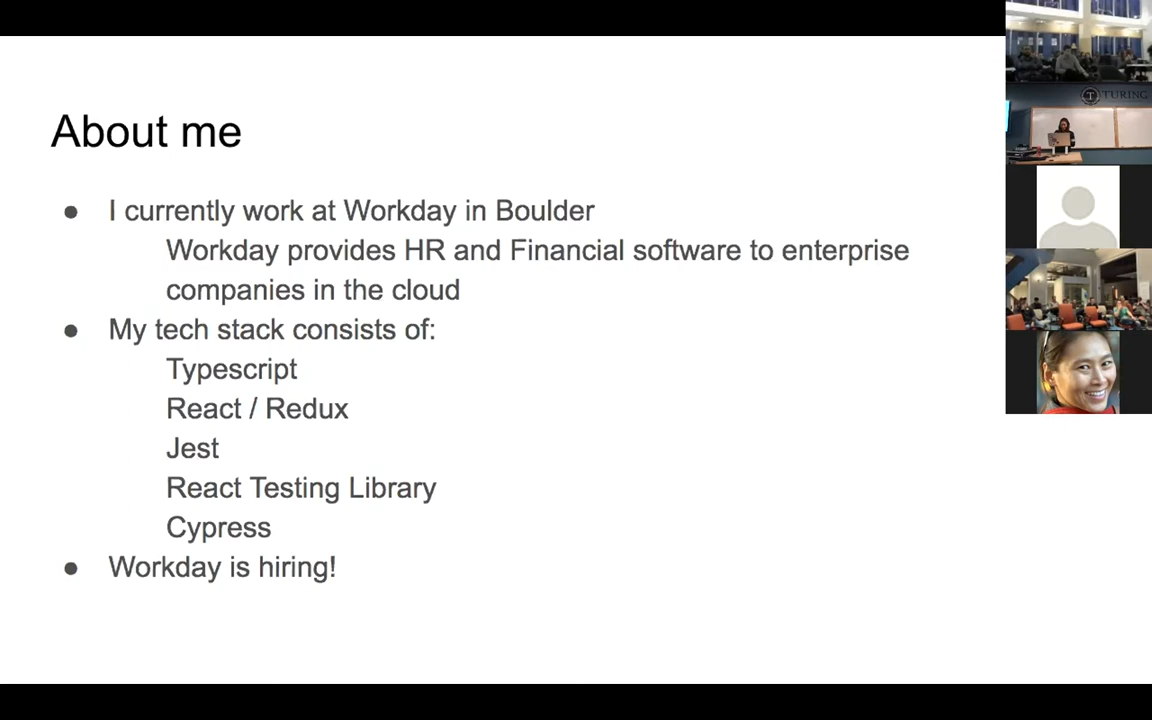 About me
● I currently work at Workday in Boulder
Workday provides HR and Financial software to enterprise
companies in the cloud
● My tech stack consists of:
Typescript
React / Redux
Jest
React Testing Library
Cypress
● Workday is hiring!
TURING